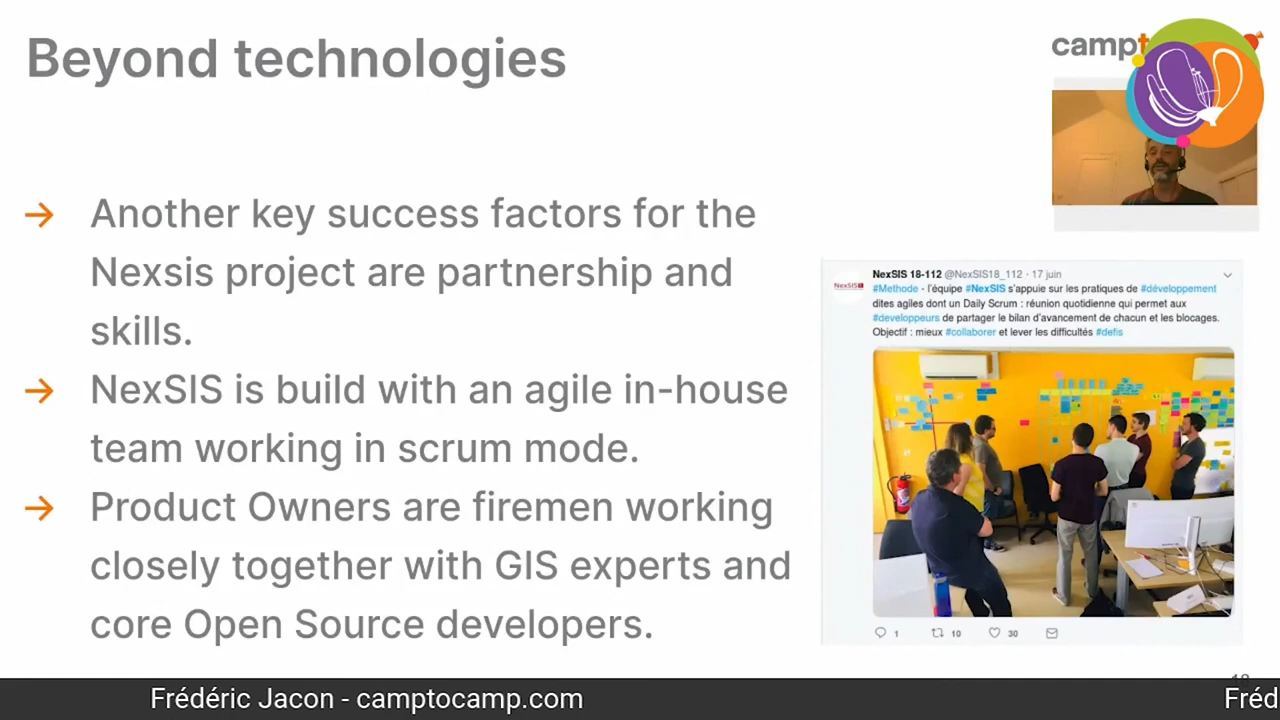 Beyond technologies
camp
Another key success factors for the
Nexsis project are partnership and
skills.
NexSIS is build with an agile in-house
team working in scrum mode.
Product Owners are firemen working
closely together with GIS experts and
core Open Source developers.
NexSIS
NexSIS 18-112 @NexSIS18_112 · 17 juin
#Methode - l'équipe #NexSIS s'appuie sur les pratiques de #développement
dites agiles dont un Daily Scrum : réunion quotidienne qui permet aux
#developpeurs de partager le bilan d'avancement de chacun et les blocages.
Objectif : mieux #collaborer et lever les difficultés #defis
1 10 30
Frédéric Jacon - camptocamp.com
Fréd